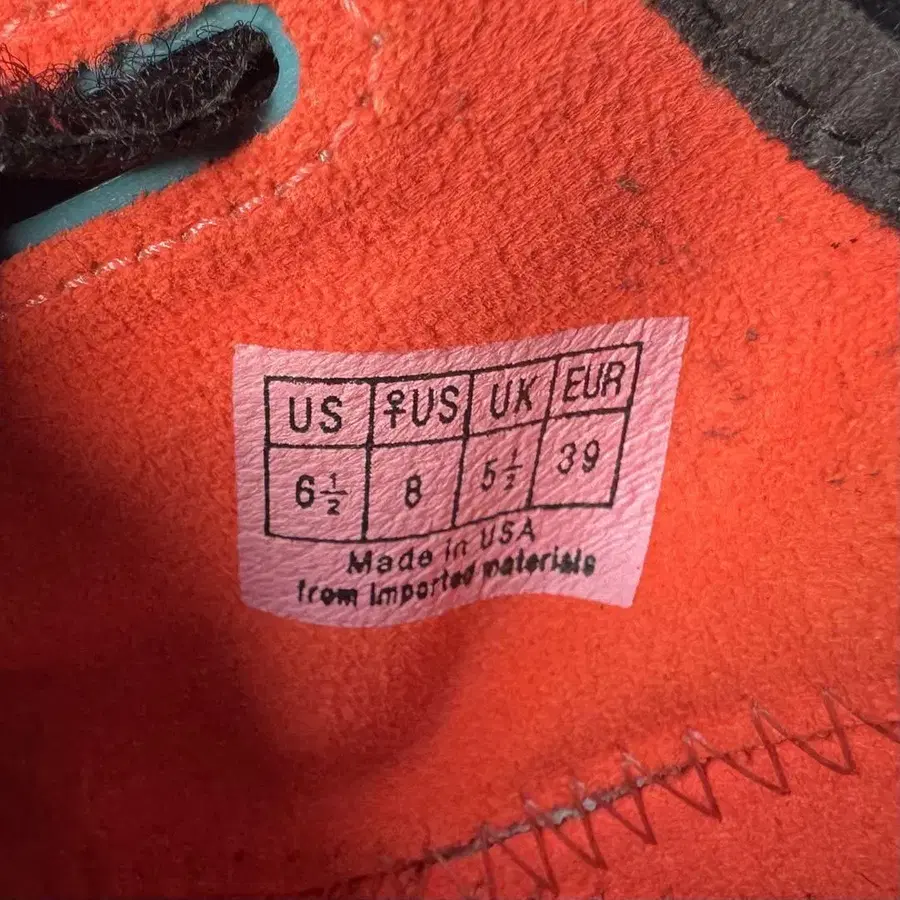 US ♀US UK EUR
6½ 8 5½ 39
Made in USA
from imported materials